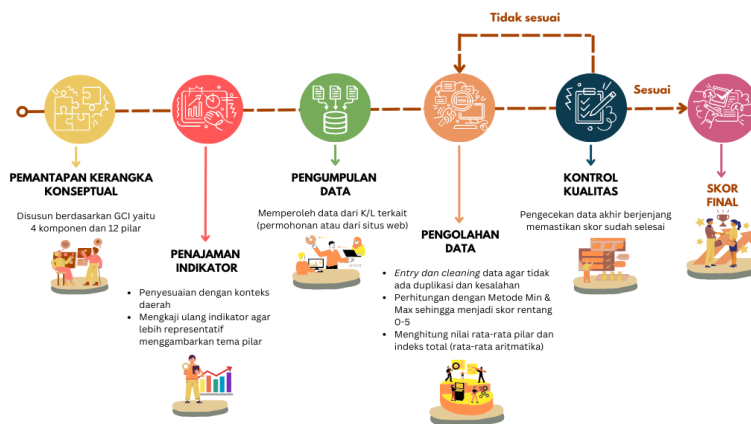 Tidak sesuai
Sesuai
PEMANTAPAN KERANGKA
KONSEPTUAL
Disusun berdasarkan GCI yaitu
4 komponen dan 12 pilar
PENAJAMAN
INDIKATOR
• Penyesuaian dengan konteks
daerah
• Mengkaji ulang indikator agar
lebih representatif
menggambarkan tema pilar
PENGUMPULAN
DATA
Memperoleh data dari K/L terkait
(permohonan atau dari situs web)
PENGOLAHAN
DATA
• Entry dan cleaning data agar tidak
ada duplikasi dan kesalahan
• Perhitungan dengan Metode Min &
Max sehingga menjadi skor rentang
0-5
• Menghitung nilai rata-rata pilar dan
indeks total (rata-rata aritmatika)
KONTROL
KUALITAS
Pengecekan data akhir berjenjang
memastikan skor sudah selesai
SKOR
FINAL